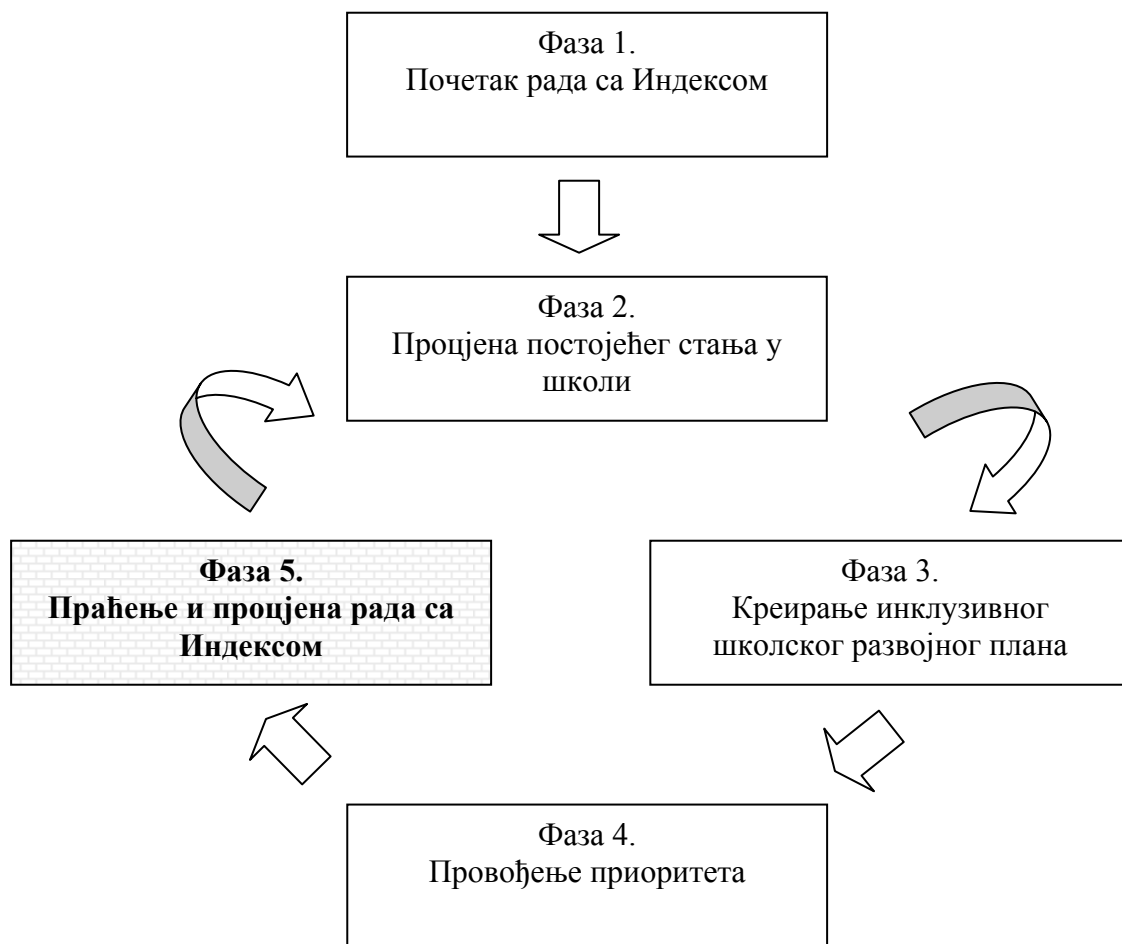 Фаза 1.
Почетак рада са Индексом
Фаза 2.
Процјена постојећег стања у
школи
Фаза 5.
Праћење и процјена рада са
Индексом
Фаза 3.
Креирање инклузивног
школског развојног плана
Фаза 4.
Провођење приоритета